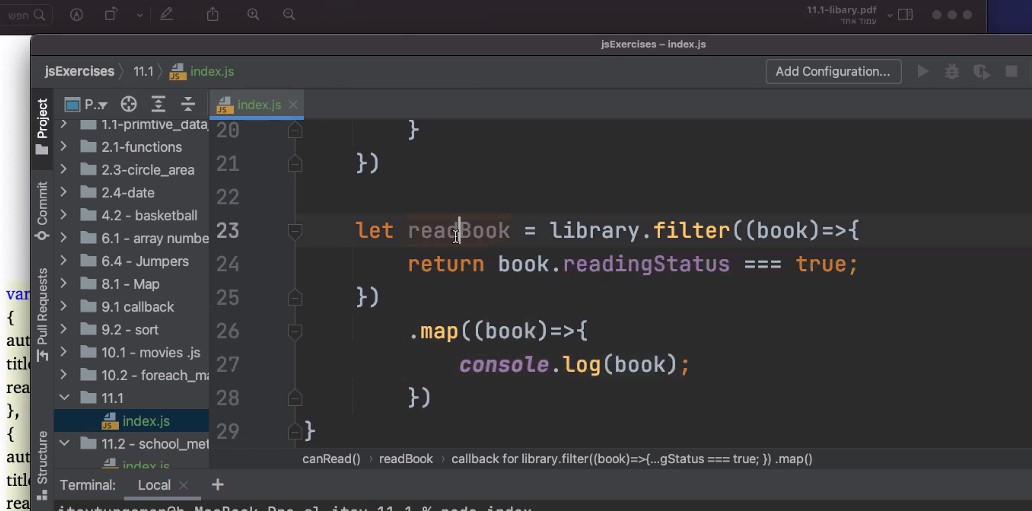 חפש
11.1-libary.pdf
עמוד אחד
jsExercises – index.js
jsExercises 11.1 index.js
Add Configuration...
Project
Commit
Pull Requests
Structure
P..
index.js
1.1-primtive_data
2.1-functions
2.3-circle_area
2.4-date
4.2 - basketball
6.1 - array numbe
6.4 - Jumpers
8.1 - Map
9.1 callback
9.2 - sort
10.1 - movies .js
10.2 - foreach_ma
11.1
index.js
11.2 - school_met
index.js
20 }
21 })
22
23 let readBook = library.filter((book)=>{
24 return book.readingStatus === true;
25 })
26 .map((book)=>{
27 console.log(book);
28 })
29 }
canRead() readBook callback for library.filter((book)=>{...gStatus === true; }) .map()
Terminal: Local +
var
{
aut
title
rea
},
{
aut
title
rea